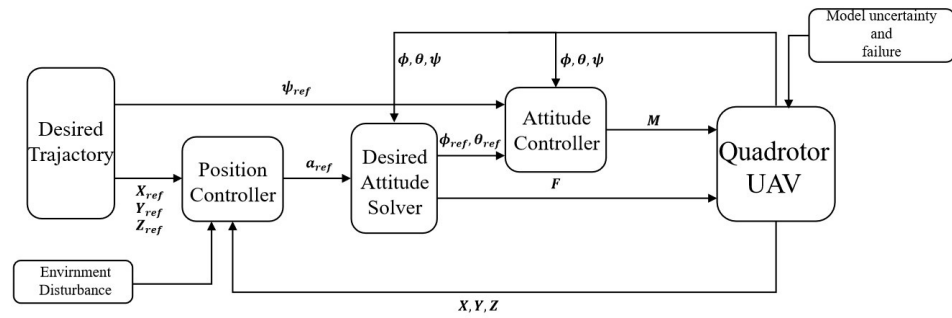 Model uncertainty
and
failure
ϕ, θ, ψ
ϕ, θ, ψ
ψref
Desired
Trajactory
Attitude
Controller
M
Quadrotor
UAV
Position
Controller
aref
Desired
Attitude
Solver
ϕref, θref
F
Xref
Yref
Zref
Envirnment
Disturbance
X, Y, Z